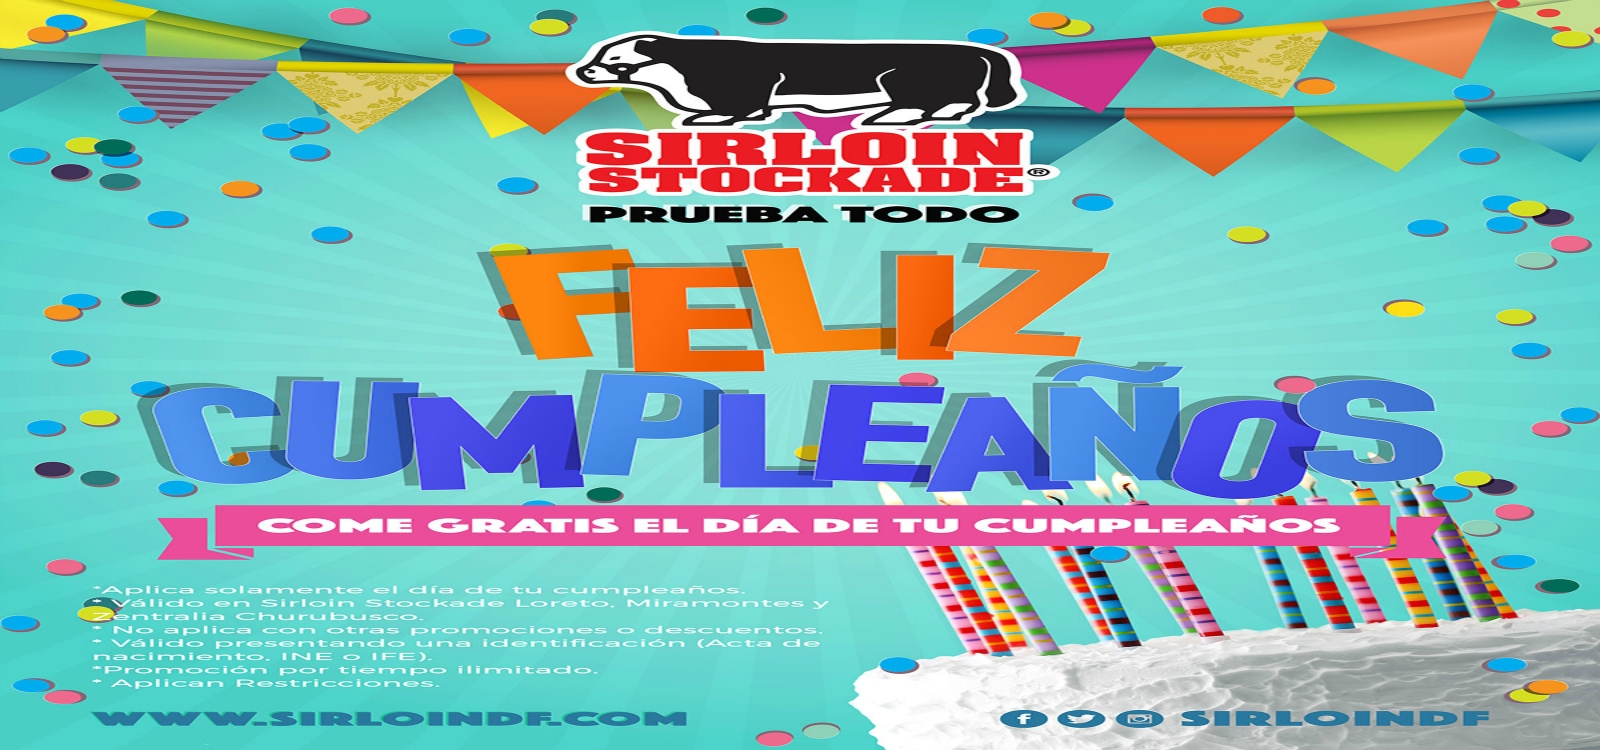 SIRLOIN
STOCKADE®
PRUEBA TODO
FELIZ
CUMPLEAÑOS
COME GRATIS EL DÍA DE TU CUMPLEAÑOS
*Aplica solamente el día de tu cumpleaños.
* Válido en Sirloin Stockade Loreto, Miramontes y
Zentralia Churubusco.
* No aplica con otras promociones o descuentos.
* Válido presentando una identificación (Acta de
nacimiento, INE o IFE).
*Promoción por tiempo ilimitado.
* Aplican Restricciones.
WWW.SIRLOINDF.COM
SIRLOINDF